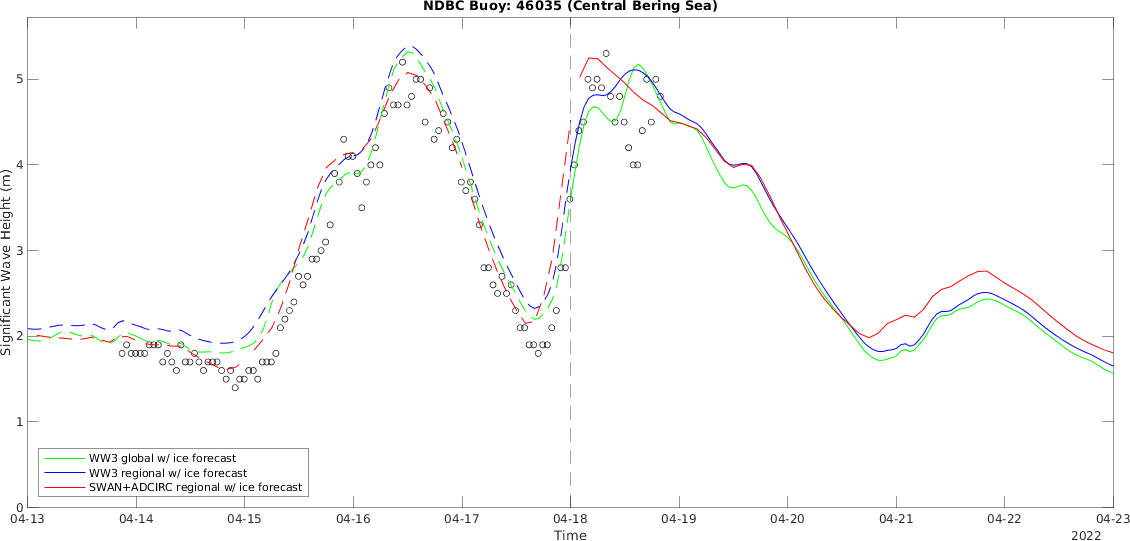 NDBC Buoy: 46035 (Central Bering Sea)
Significant Wave Height (m)
5
4
3
2
1
0
WW3 global w/ ice forecast
WW3 regional w/ ice forecast
SWAN+ADCIRC regional w/ ice forecast
04-13 04-14 04-15 04-16 04-17 04-18 04-19 04-20 04-21 04-22 04-23
Time
2022